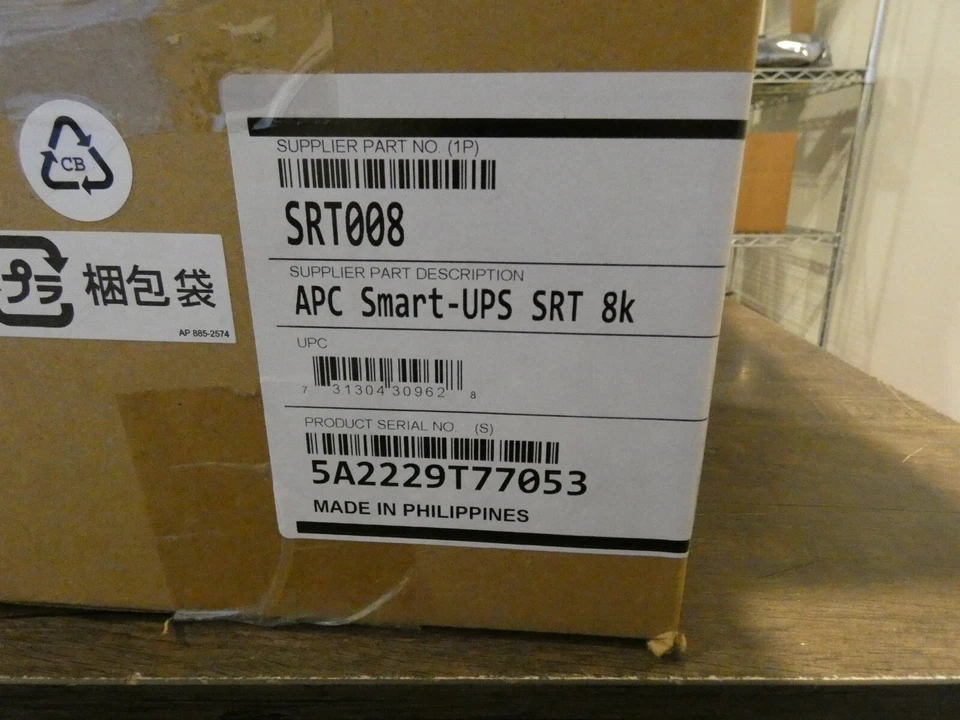 CB
プラ 梱包袋
AP 885-2574
SUPPLIER PART NO. (1P)
SRT008
SUPPLIER PART DESCRIPTION
APC Smart-UPS SRT 8k
UPC
7 31304 30962 8
PRODUCT SERIAL NO. (S)
5A2229T77053
MADE IN PHILIPPINES